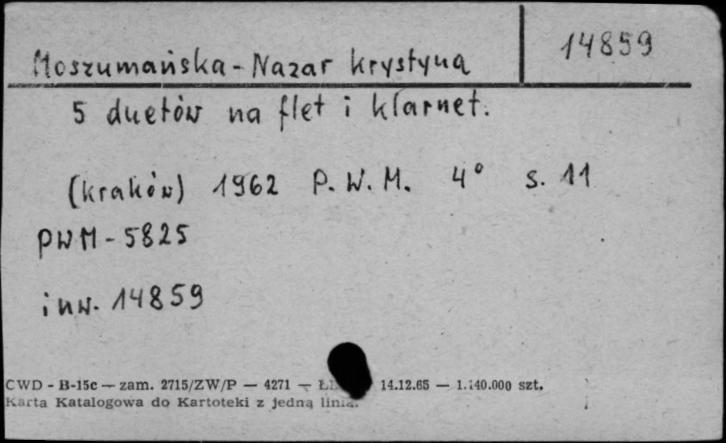 Moszumańska-Nazar Krystyna
14859
5 duetów na flet i klarnet.
(Kraków) 1962 P.W.M. 4° s. 11
PWM-5825
inw. 14859
CWD - B-15c — zam. 2715/ZW/P — 4271 — 14.12.65 — 1.140.000 szt.
Karta Katalogowa do Kartoteki z jedną linią.